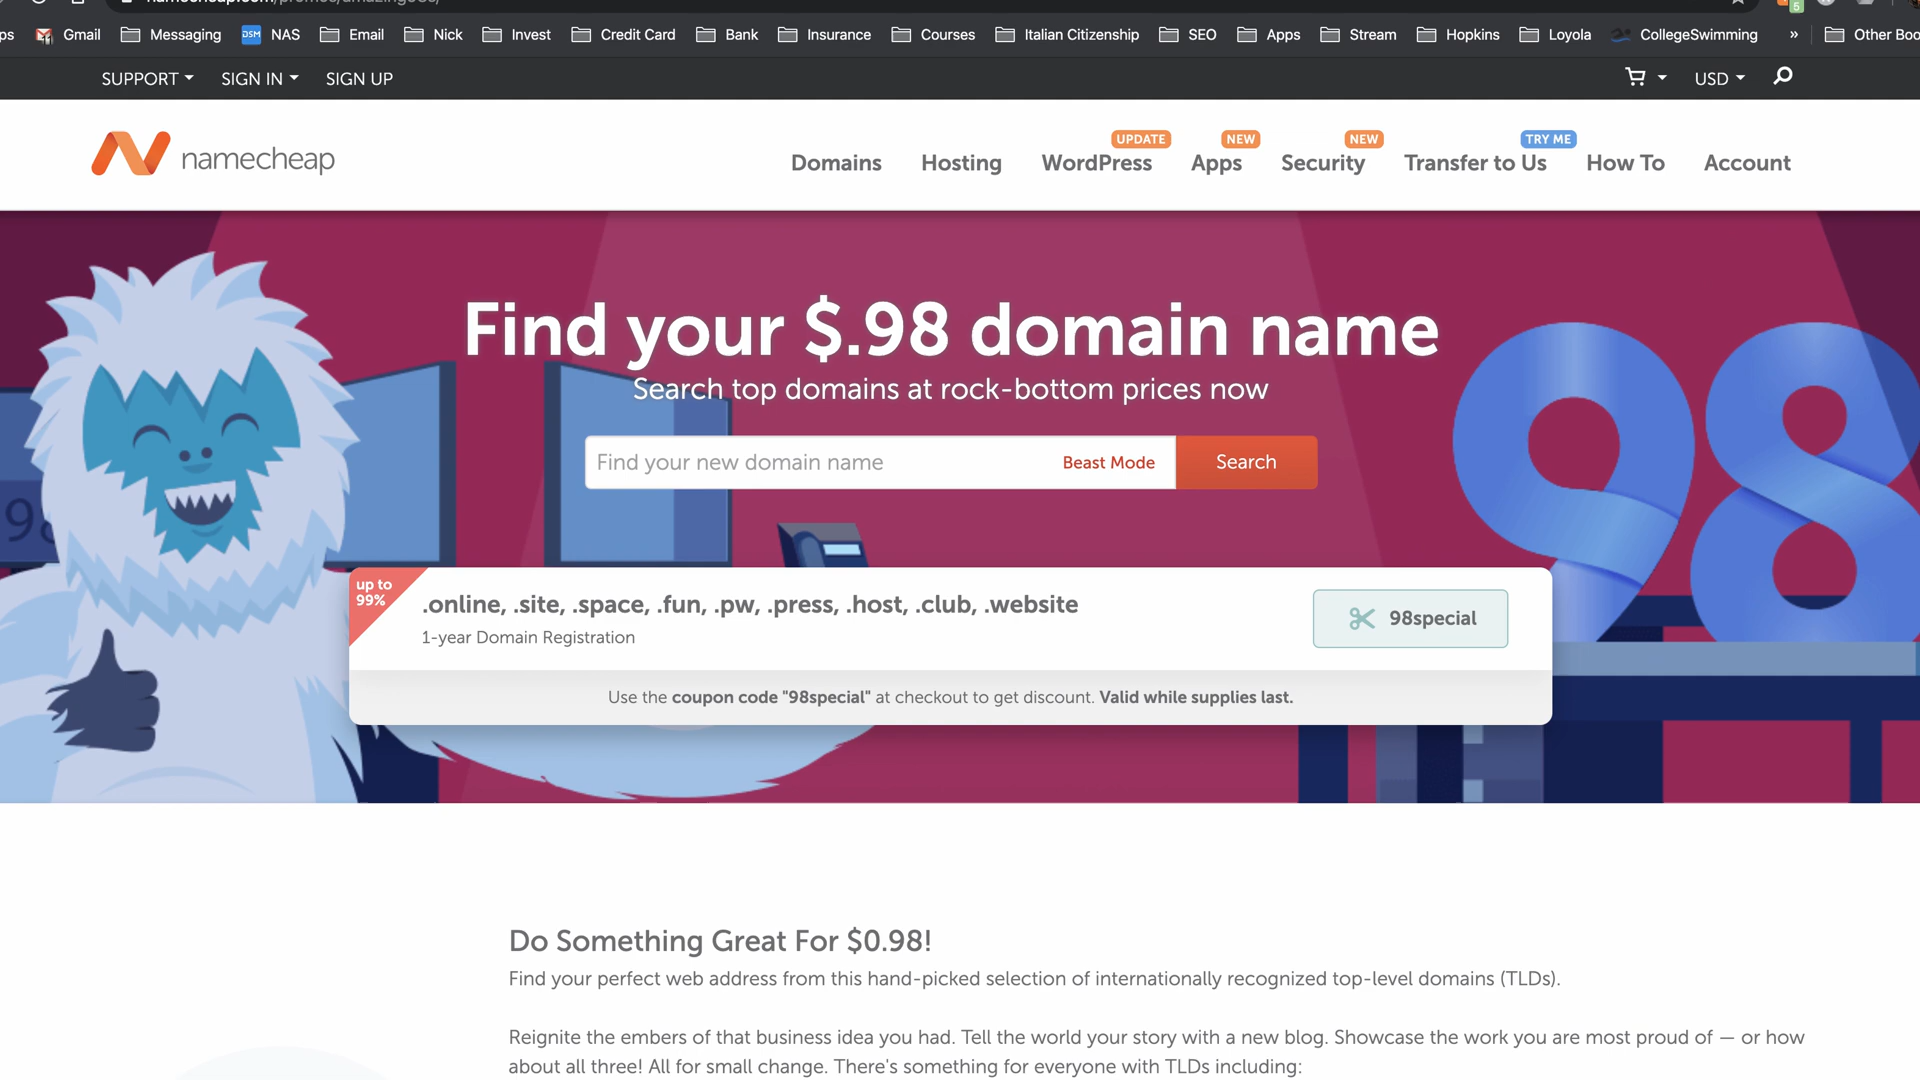 5
ps Gmail Messaging DSM NAS Email Nick Invest Credit Card Bank Insurance Courses Italian Citizenship SEO Apps Stream Hopkins Loyola CollegeSwimming » Other Boo
SUPPORT SIGN IN SIGN UP USD
namecheap
Domains Hosting WordPress UPDATE Apps NEW Security NEW Transfer to Us TRY ME How To Account
Find your $.98 domain name
Search top domains at rock-bottom prices now
Find your new domain name Beast Mode Search
98
98
up to
99%
.online, .site, .space, .fun, .pw, .press, .host, .club, .website
98special
1-year Domain Registration
Use the coupon code "98special" at checkout to get discount. Valid while supplies last.
Do Something Great For $0.98!
Find your perfect web address from this hand-picked selection of internationally recognized top-level domains (TLDs).
Reignite the embers of that business idea you had. Tell the world your story with a new blog. Showcase the work you are most proud of — or how
about all three! All for small change. There's something for everyone with TLDs including: